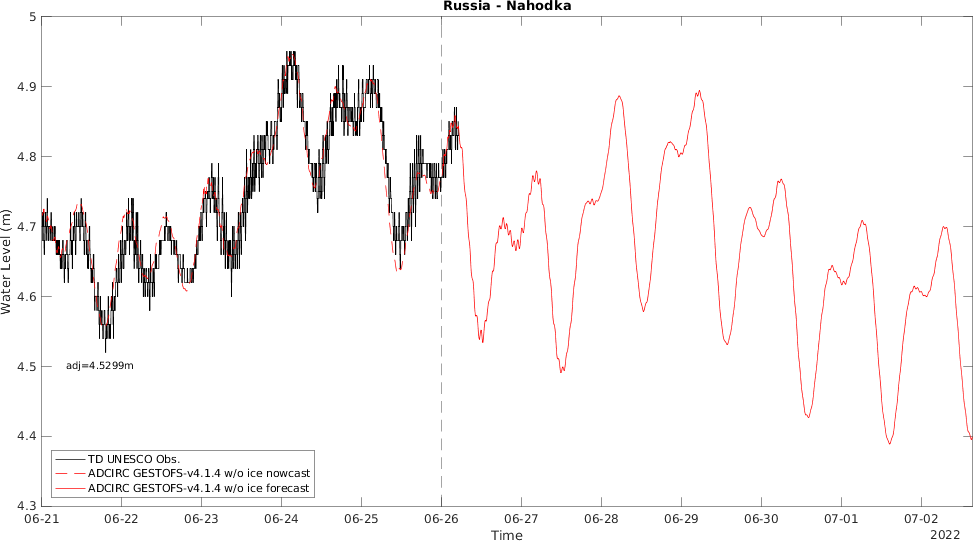 Russia - Nahodka
Water Level (m)
5
4.9
4.8
4.7
4.6
4.5
4.4
4.3
adj=4.5299m
TD UNESCO Obs.
ADCIRC GESTOFS-v4.1.4 w/o ice nowcast
ADCIRC GESTOFS-v4.1.4 w/o ice forecast
06-21 06-22 06-23 06-24 06-25 06-26 06-27 06-28 06-29 06-30 07-01 07-02
Time
2022